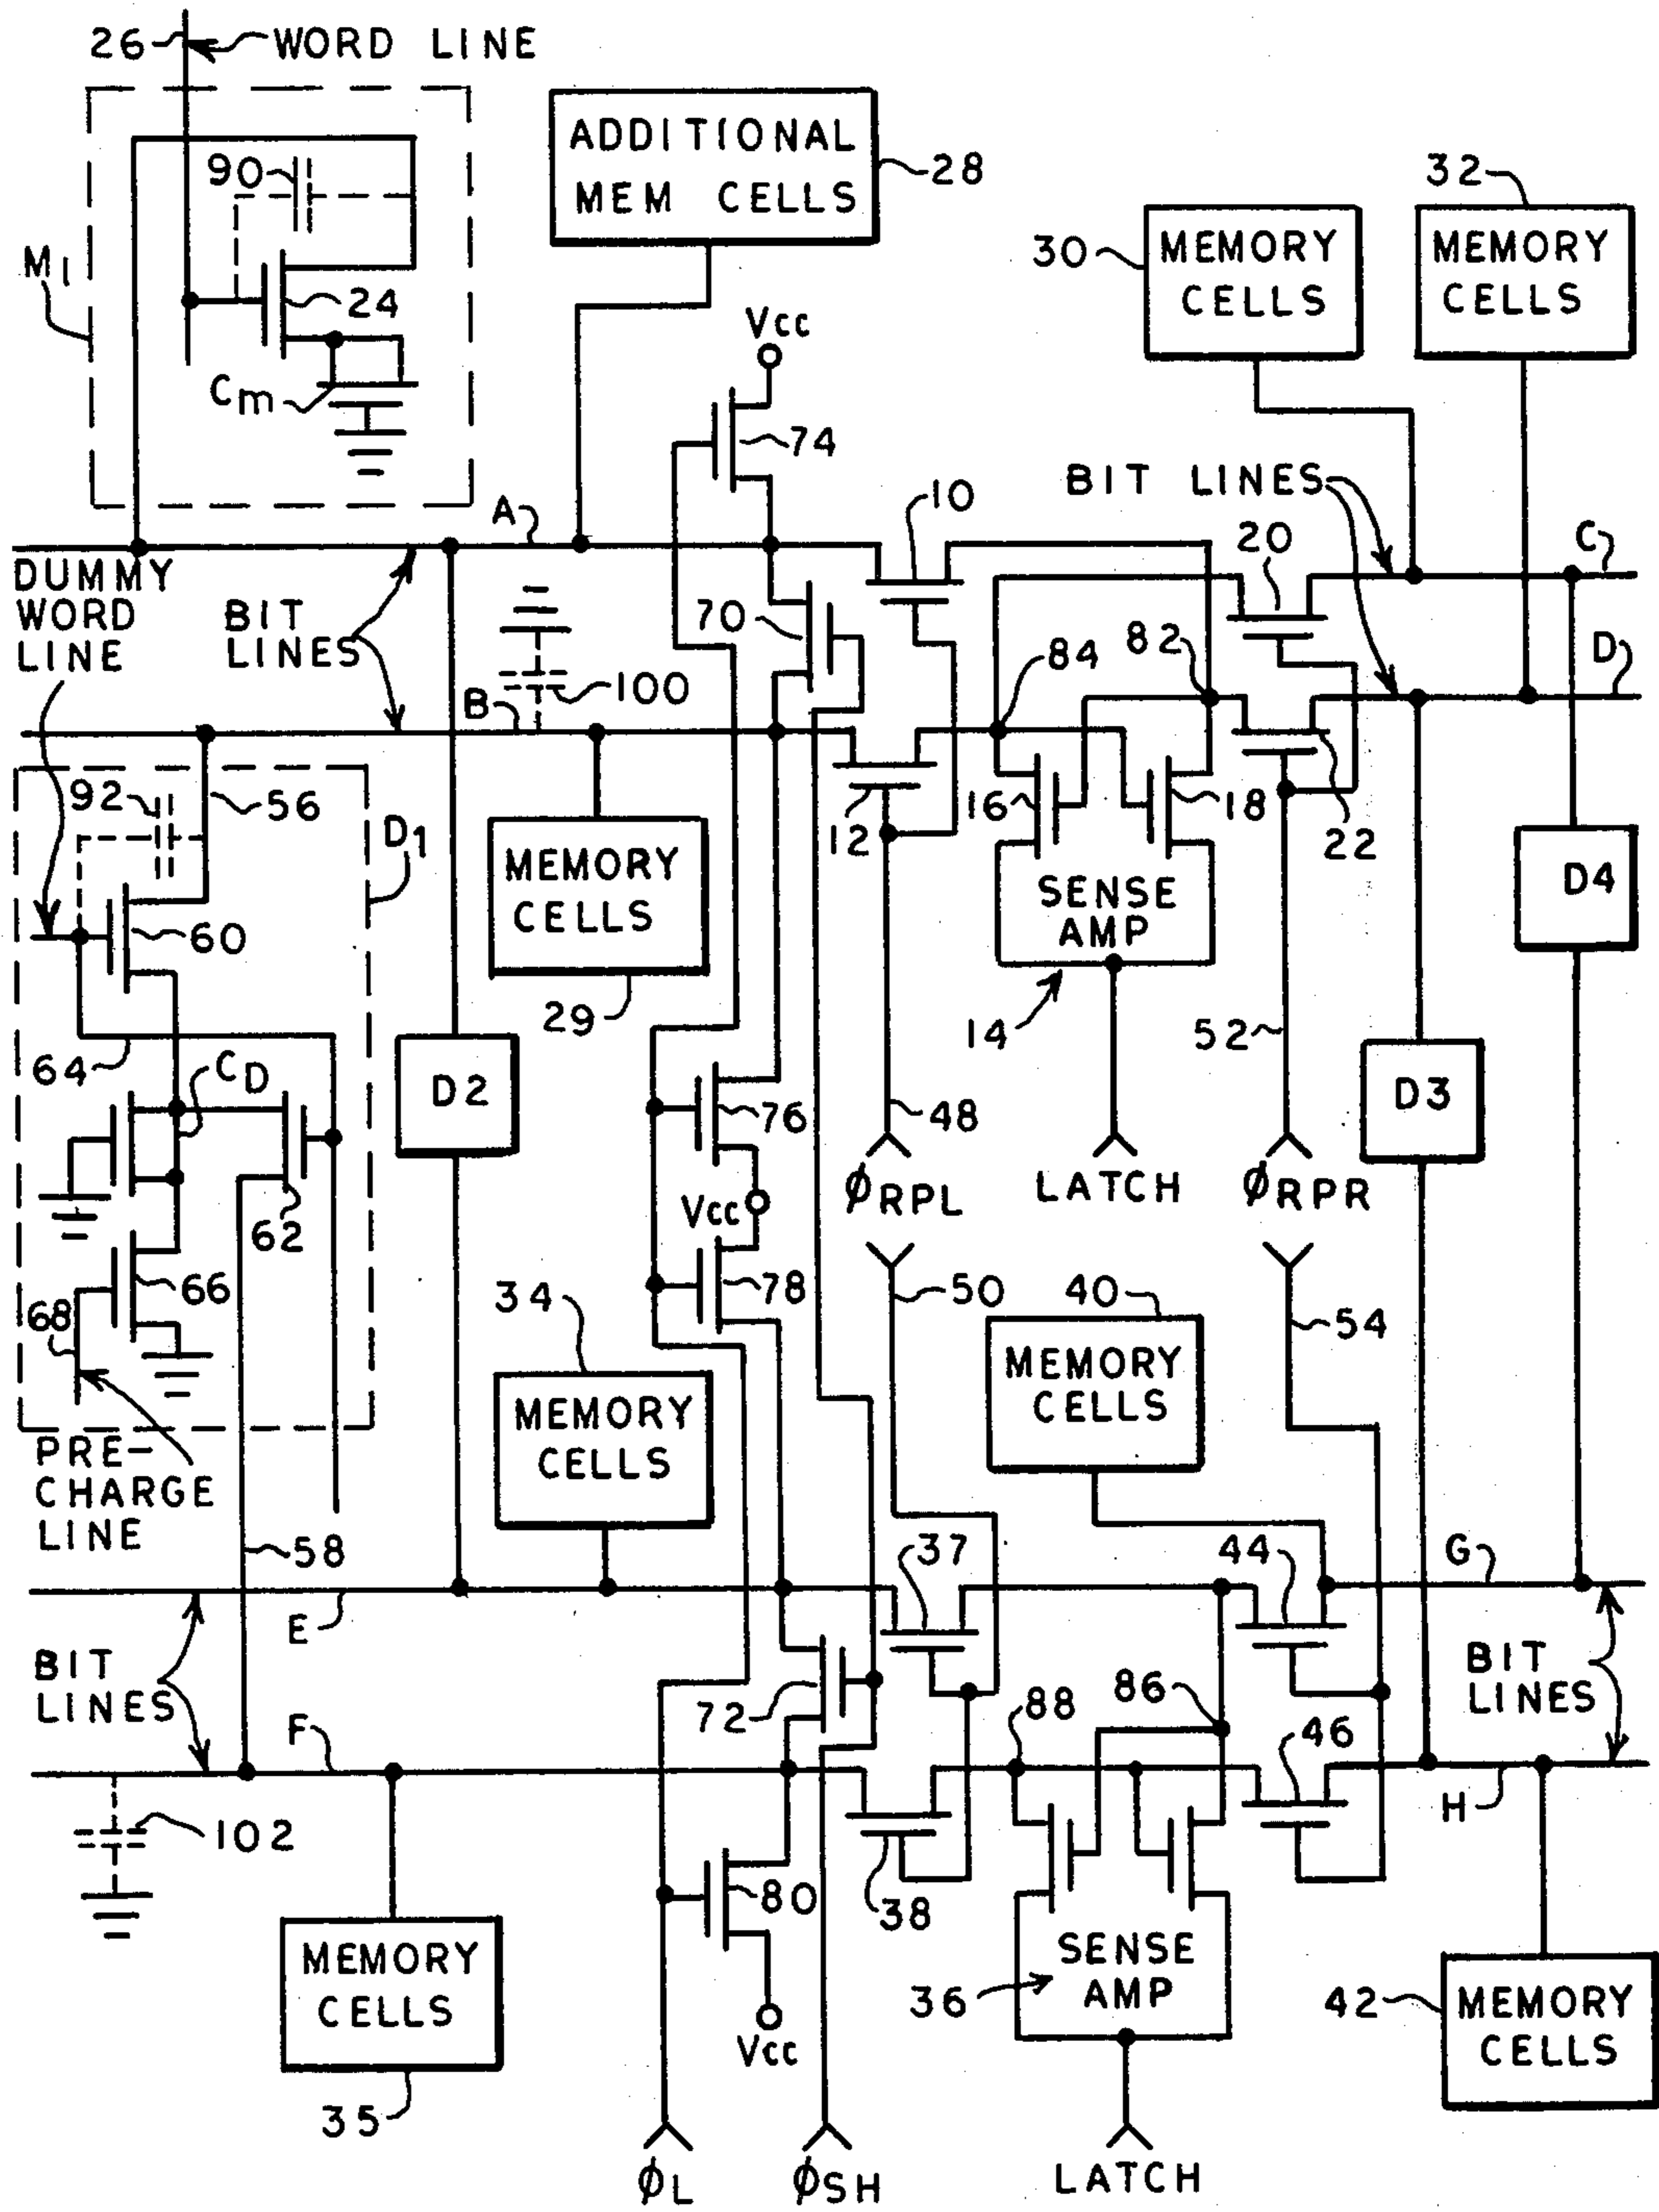 26
WORD LINE
ADDITIONAL
MEM CELLS
28
32
90
30
MEMORY
CELLS
MEMORY
CELLS
M1
24
Vcc
Cm
74
A
10
BIT LINES
20
C
DUMMY
WORD
LINE
BIT
LINES
70
84
82
D
100
B
92
56
D1
12
16
18
22
MEMORY
CELLS
SENSE
AMP
D4
60
29
14
52
64
CD
D2
76
48
D3
ϕRPL
LATCH
ϕRPR
Vcc
62
66
78
34
50
40
54
68
MEMORY
CELLS
MEMORY
CELLS
PRE-
CHARGE
LINE
58
37
44
G
E
BIT
LINES
BIT
LINES
72
88
86
46
F
H
102
80
38
MEMORY
CELLS
SENSE
AMP
36
42
MEMORY
CELLS
Vcc
35
ϕL
ϕSH
LATCH